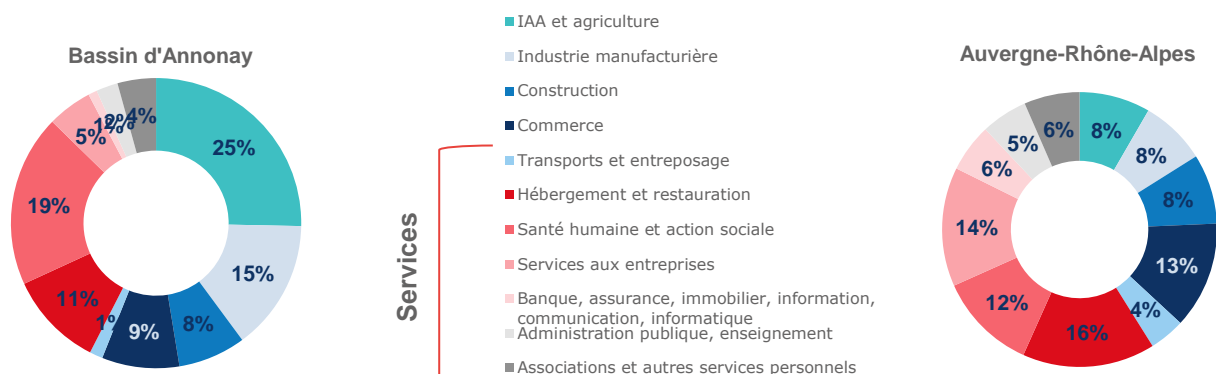 Bassin d'Annonay
25%
15%
8%
9%
1%
11%
19%
5%
1%
2%
4%
Services
IAA et agriculture
Industrie manufacturière
Construction
Commerce
Transports et entreposage
Hébergement et restauration
Santé humaine et action sociale
Services aux entreprises
Banque, assurance, immobilier, information,
communication, informatique
Administration publique, enseignement
Associations et autres services personnels
Auvergne-Rhône-Alpes
8%
8%
8%
13%
4%
16%
12%
14%
6%
5%
6%